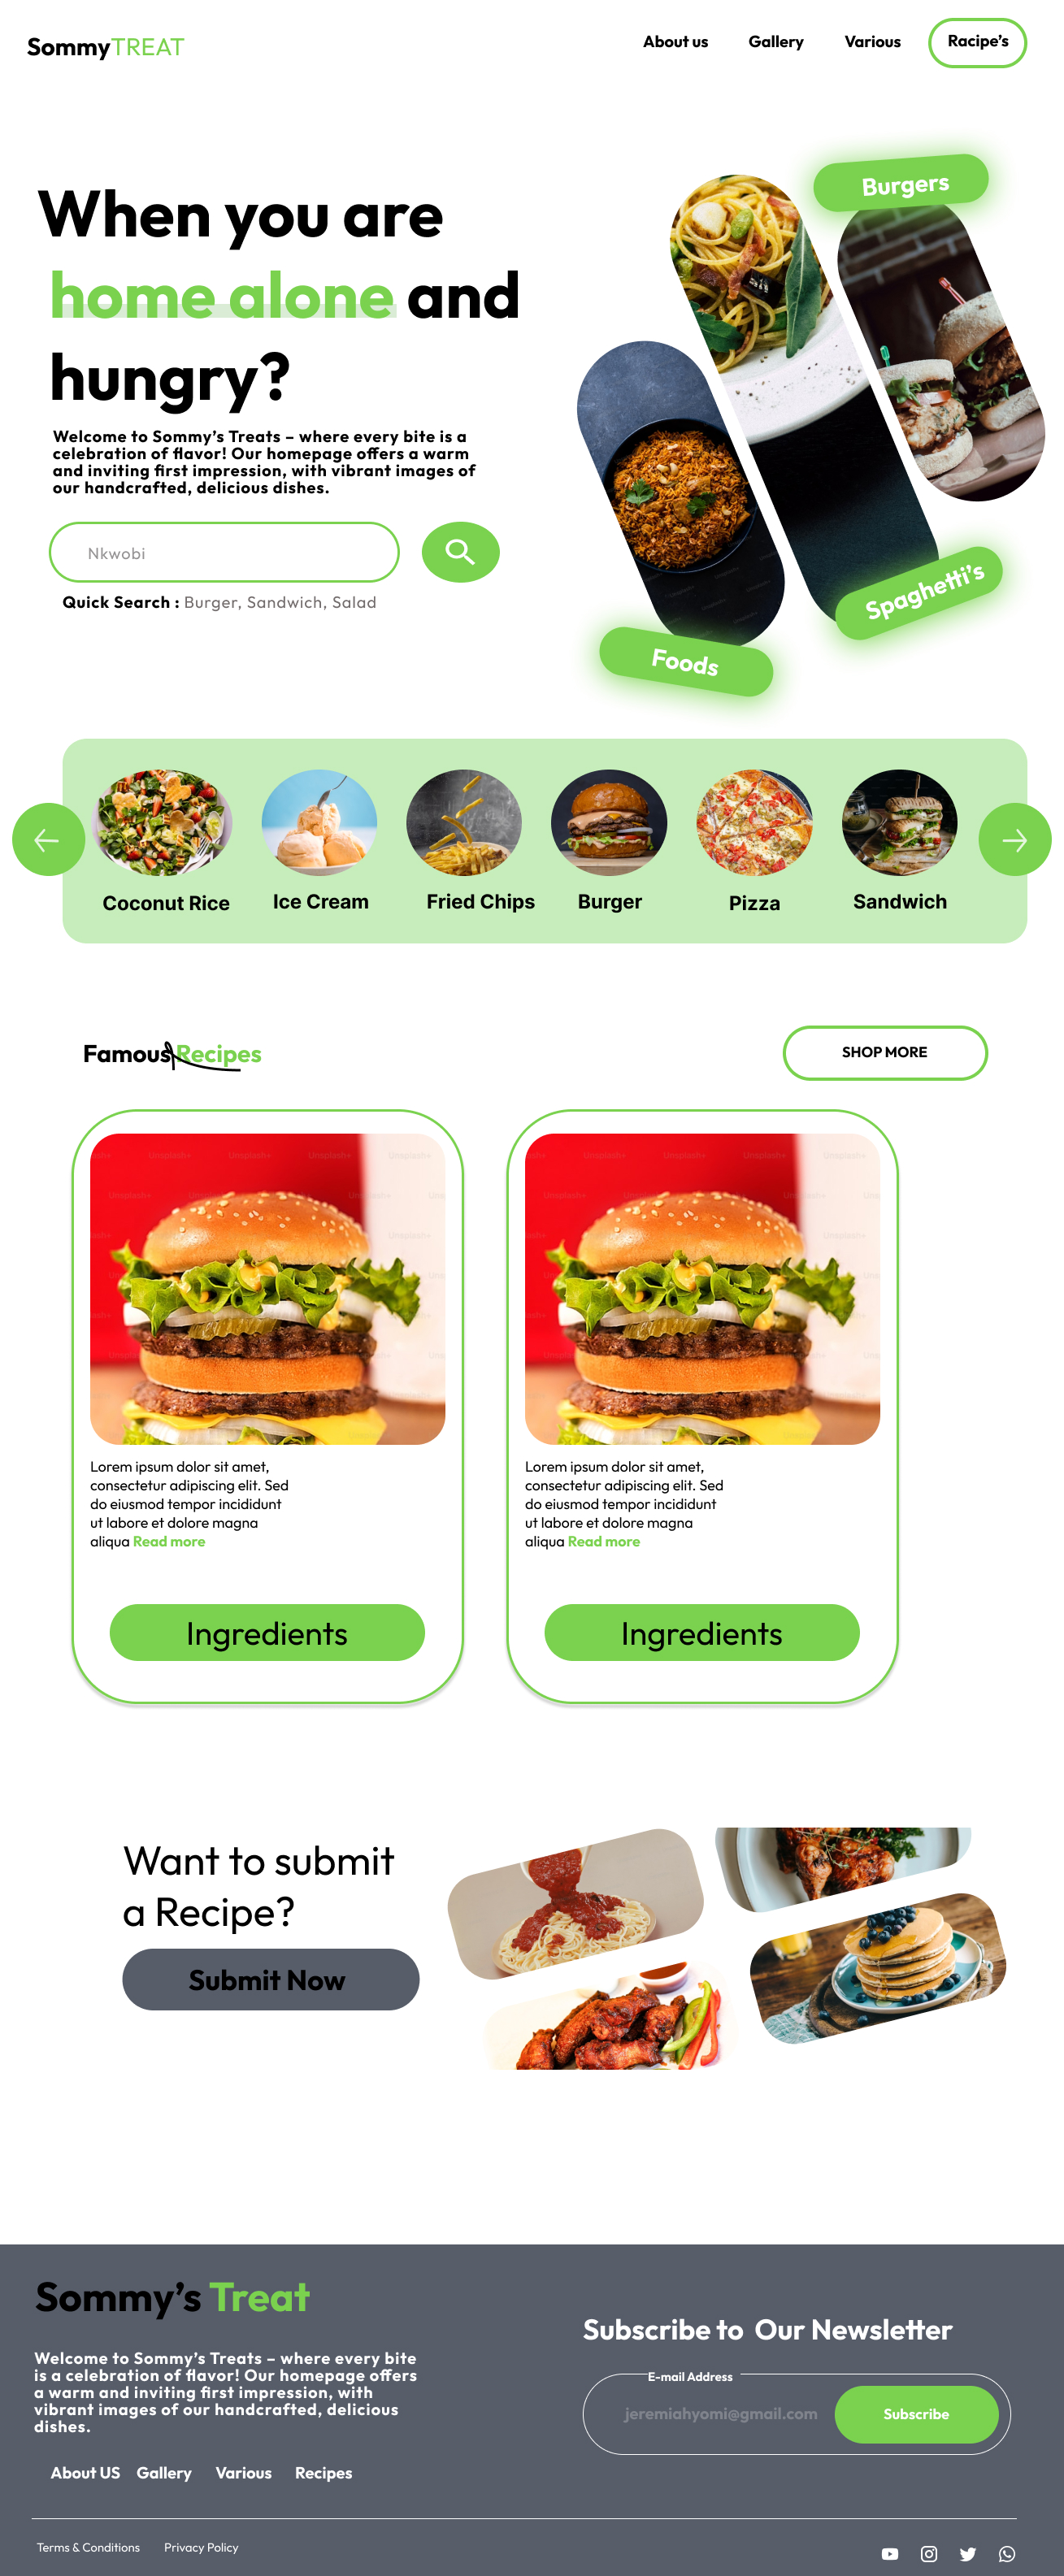 SommyTREAT
About us
Gallery
Various
Racipe’s
Burgers
When you are
home alone and
hungry?
Welcome to Sommy’s Treats – where every bite is a
celebration of flavor! Our homepage offers a warm
and inviting first impression, with vibrant images of
our handcrafted, delicious dishes.
Nkwobi
Quick Search : Burger, Sandwich, Salad
Spaghetti’s
Foods
Coconut Rice
Ice Cream
Fried Chips
Burger
Pizza
Sandwich
Famous Recipes
SHOP MORE
Lorem ipsum dolor sit amet,
consectetur adipiscing elit. Sed
do eiusmod tempor incididunt
ut labore et dolore magna
aliqua Read more
Ingredients
Lorem ipsum dolor sit amet,
consectetur adipiscing elit. Sed
do eiusmod tempor incididunt
ut labore et dolore magna
aliqua Read more
Ingredients
Want to submit
a Recipe?
Submit Now
Sommy’s Treat
Welcome to Sommy’s Treats – where every bite
is a celebration of flavor! Our homepage offers
a warm and inviting first impression, with
vibrant images of our handcrafted, delicious
dishes.
About US
Gallery
Various
Recipes
Subscribe to Our Newsletter
E-mail Address
jeremiahyomi@gmail.com
Subscribe
Terms & Conditions
Privacy Policy